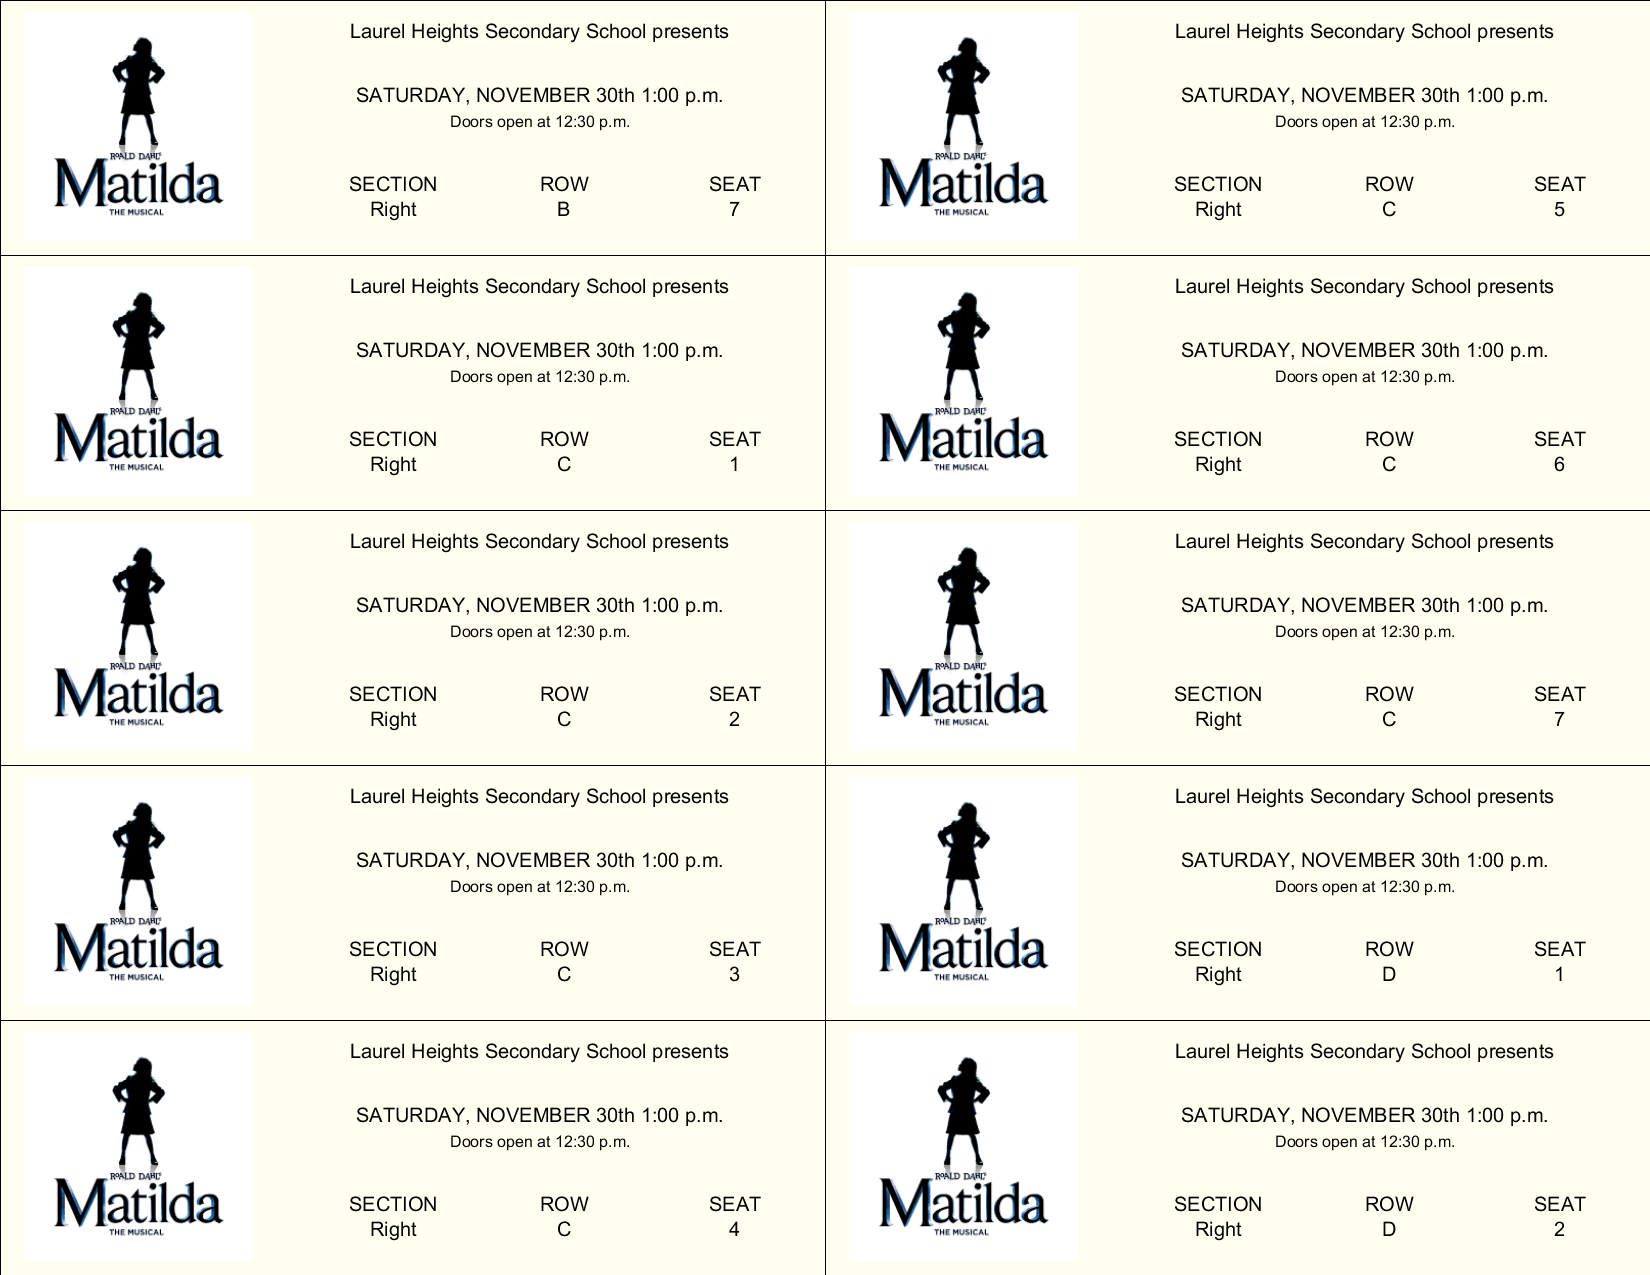 Laurel Heights Secondary School presents
SATURDAY, NOVEMBER 30th 1:00 p.m.
Doors open at 12:30 p.m.
ROALD DAHL'S
Matilda
THE MUSICAL
SECTION ROW SEAT
Right B 7
Laurel Heights Secondary School presents
SATURDAY, NOVEMBER 30th 1:00 p.m.
Doors open at 12:30 p.m.
ROALD DAHL'S
Matilda
THE MUSICAL
SECTION ROW SEAT
Right C 5
Laurel Heights Secondary School presents
SATURDAY, NOVEMBER 30th 1:00 p.m.
Doors open at 12:30 p.m.
ROALD DAHL'S
Matilda
THE MUSICAL
SECTION ROW SEAT
Right C 1
Laurel Heights Secondary School presents
SATURDAY, NOVEMBER 30th 1:00 p.m.
Doors open at 12:30 p.m.
ROALD DAHL'S
Matilda
THE MUSICAL
SECTION ROW SEAT
Right C 6
Laurel Heights Secondary School presents
SATURDAY, NOVEMBER 30th 1:00 p.m.
Doors open at 12:30 p.m.
ROALD DAHL'S
Matilda
THE MUSICAL
SECTION ROW SEAT
Right C 2
Laurel Heights Secondary School presents
SATURDAY, NOVEMBER 30th 1:00 p.m.
Doors open at 12:30 p.m.
ROALD DAHL'S
Matilda
THE MUSICAL
SECTION ROW SEAT
Right C 7
Laurel Heights Secondary School presents
SATURDAY, NOVEMBER 30th 1:00 p.m.
Doors open at 12:30 p.m.
ROALD DAHL'S
Matilda
THE MUSICAL
SECTION ROW SEAT
Right C 3
Laurel Heights Secondary School presents
SATURDAY, NOVEMBER 30th 1:00 p.m.
Doors open at 12:30 p.m.
ROALD DAHL'S
Matilda
THE MUSICAL
SECTION ROW SEAT
Right D 1
Laurel Heights Secondary School presents
SATURDAY, NOVEMBER 30th 1:00 p.m.
Doors open at 12:30 p.m.
ROALD DAHL'S
Matilda
THE MUSICAL
SECTION ROW SEAT
Right C 4
Laurel Heights Secondary School presents
SATURDAY, NOVEMBER 30th 1:00 p.m.
Doors open at 12:30 p.m.
ROALD DAHL'S
Matilda
THE MUSICAL
SECTION ROW SEAT
Right D 2